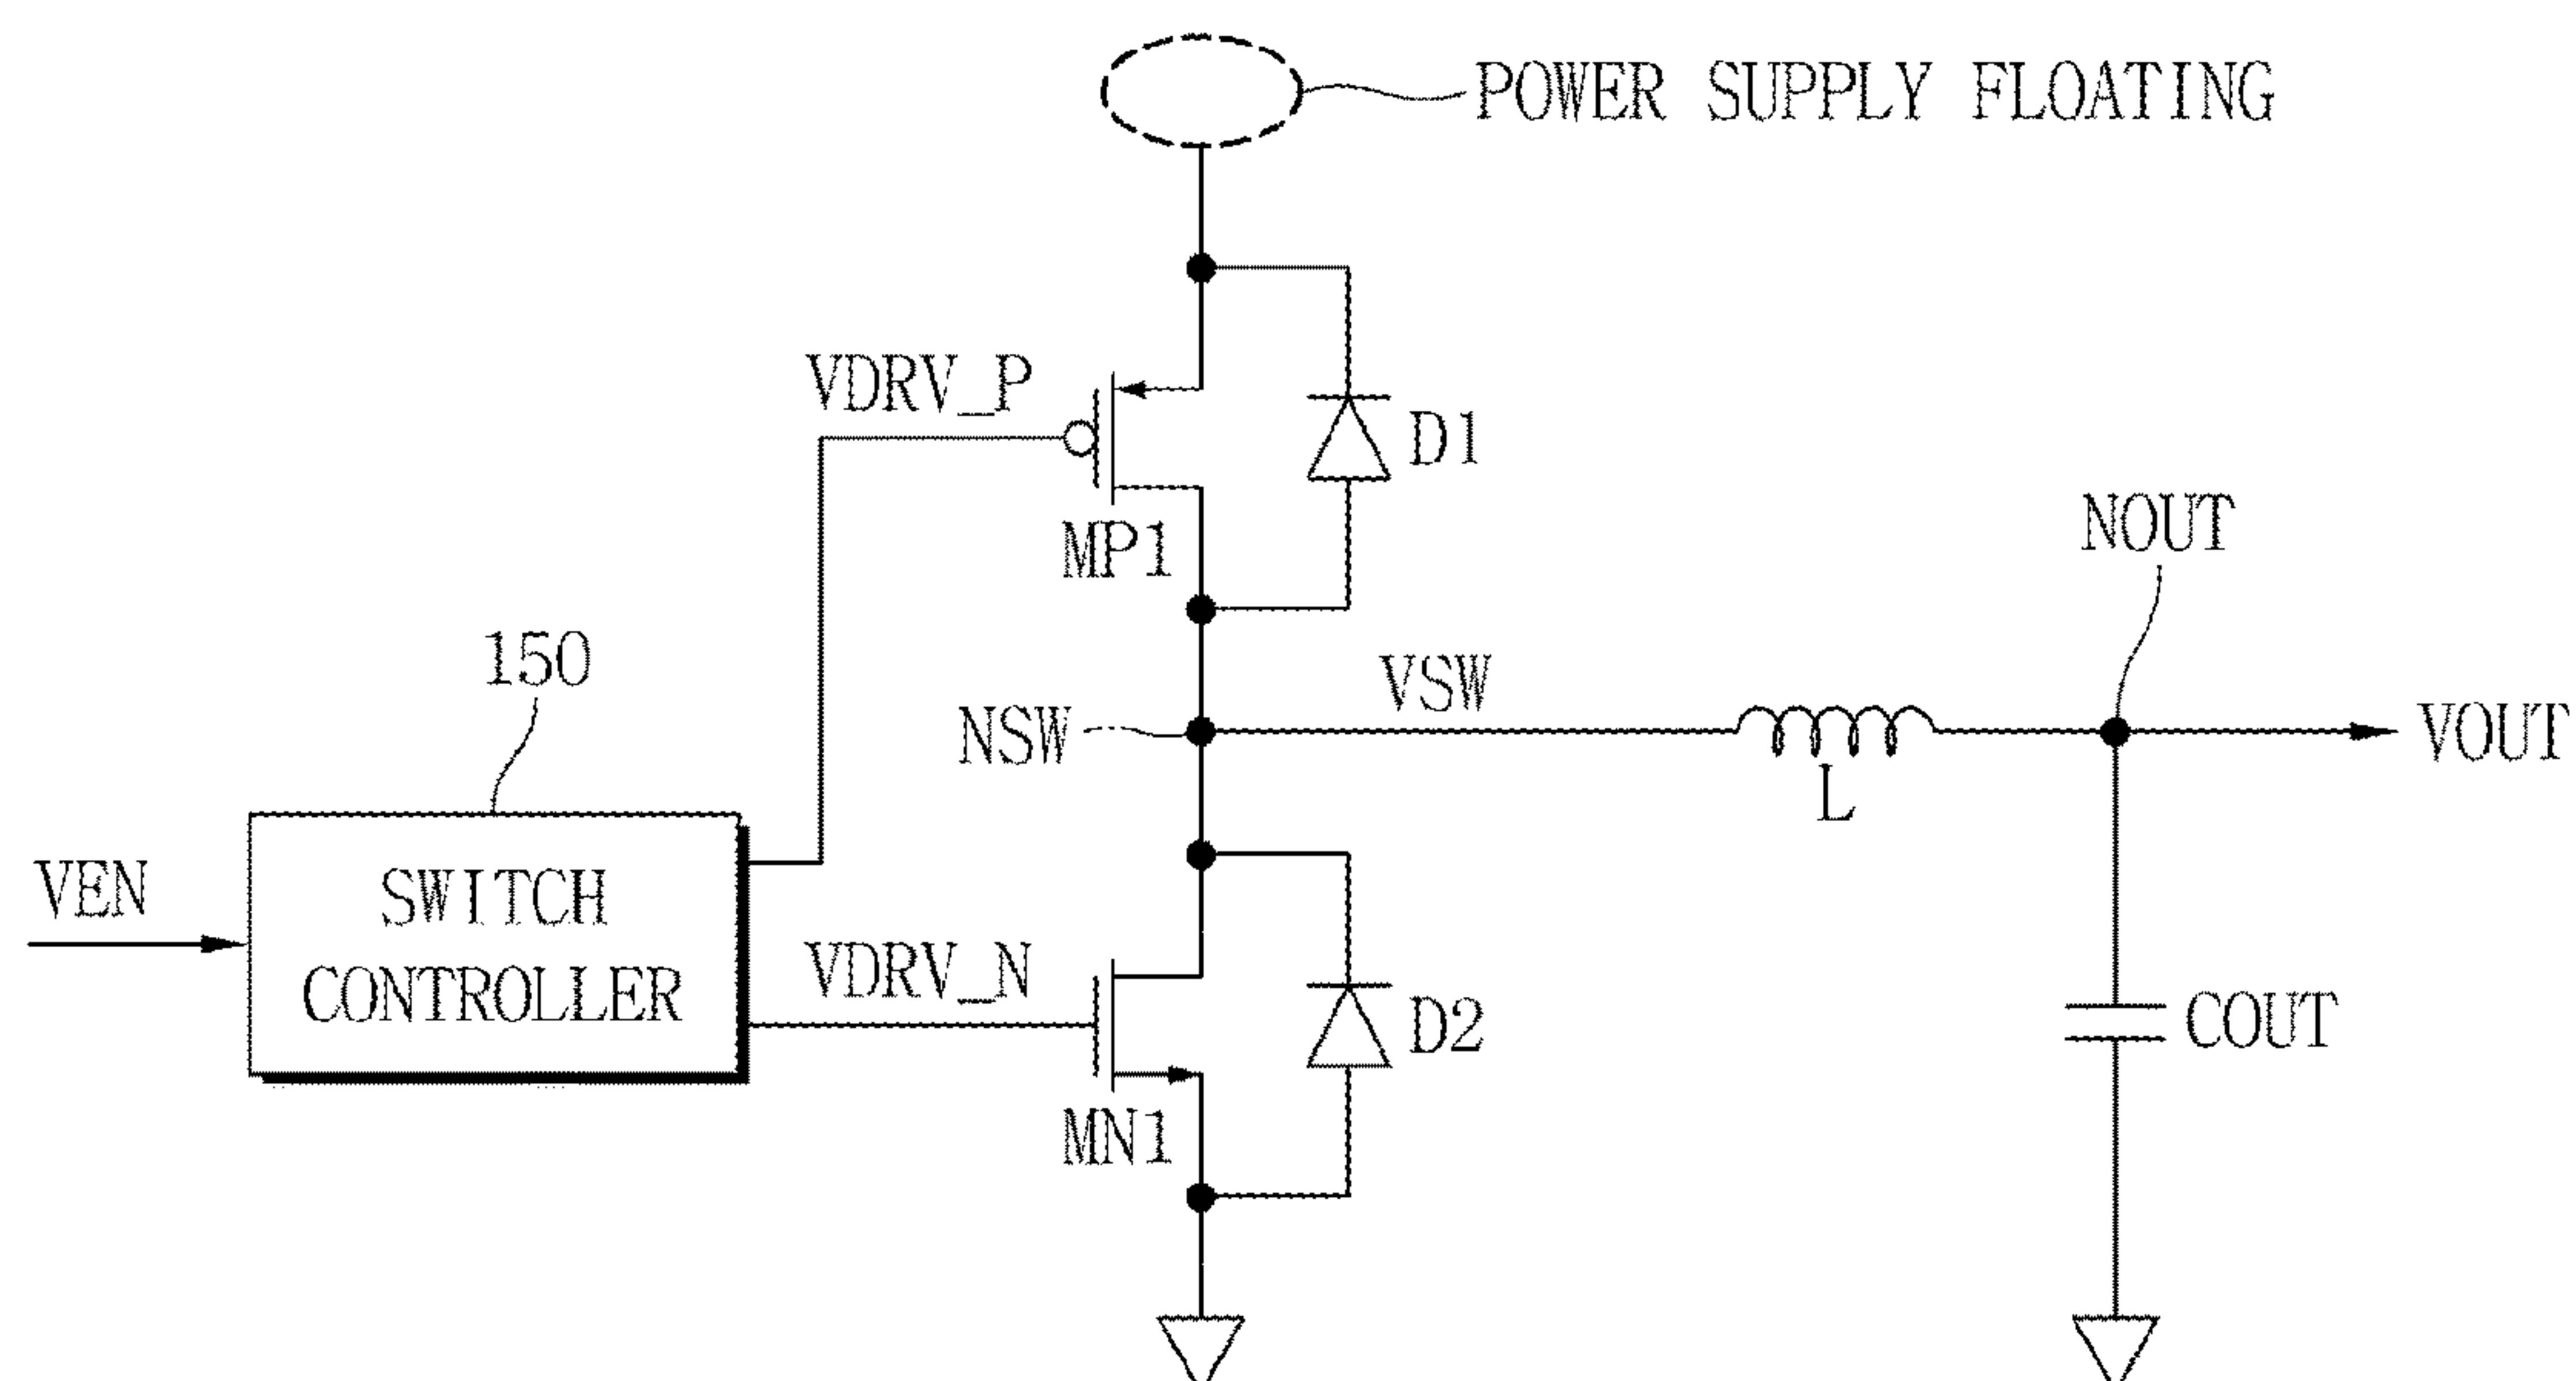 POWER SUPPLY FLOATING
VDRV_P
D1
MP1
NOUT
150
VSW
NSW
VOUT
L
VEN
SWITCH
CONTROLLER
VDRV_N
D2
COUT
MN1